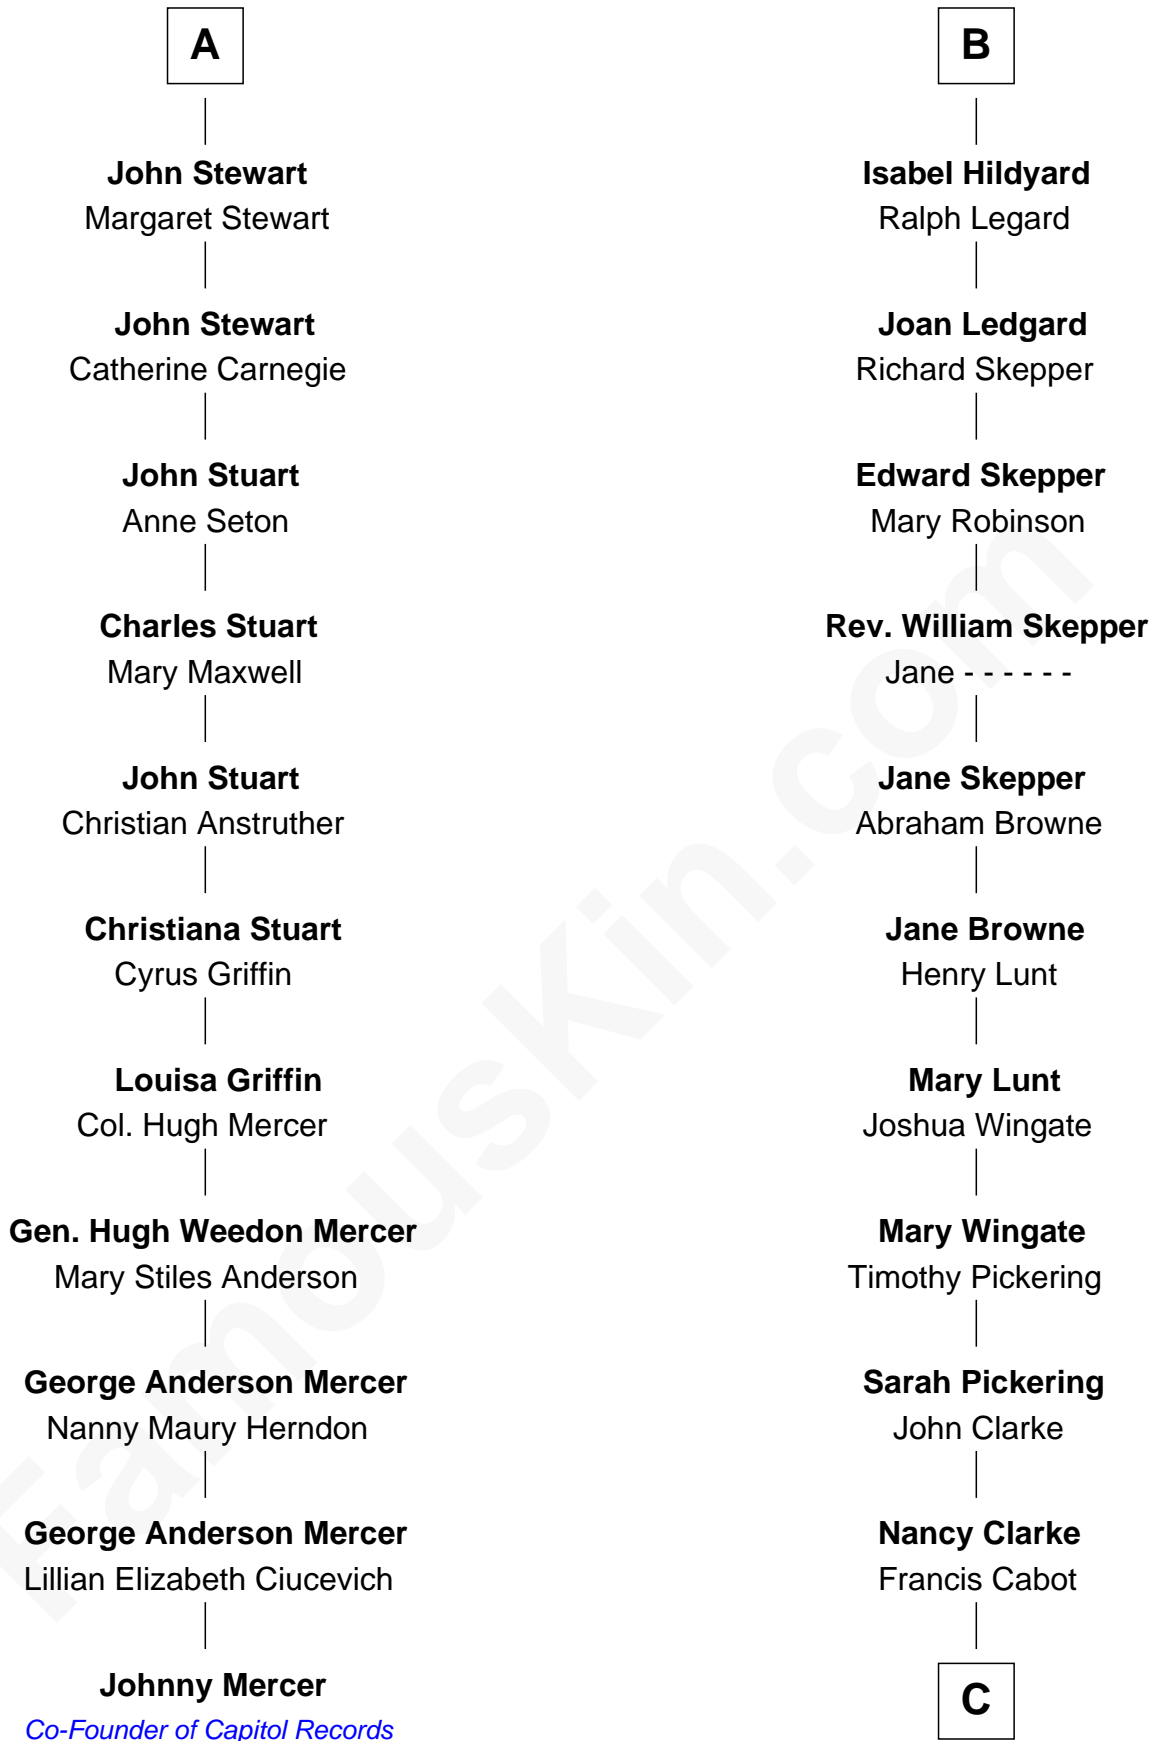 A
John Stewart
Margaret Stewart
John Stewart
Catherine Carnegie
John Stuart
Anne Seton
Charles Stuart
Mary Maxwell
John Stuart
Christian Anstruther
Christiana Stuart
Cyrus Griffin
Louisa Griffin
Col. Hugh Mercer
Gen. Hugh Weedon Mercer
Mary Stiles Anderson
George Anderson Mercer
Nanny Maury Herndon
George Anderson Mercer
Lillian Elizabeth Ciucevich
Johnny Mercer
Co-Founder of Capitol Records
B
Isabel Hildyard
Ralph Legard
Joan Ledgard
Richard Skepper
Edward Skepper
Mary Robinson
Rev. William Skepper
Jane - - - - - -
Jane Skepper
Abraham Browne
Jane Browne
Henry Lunt
Mary Lunt
Joshua Wingate
Mary Wingate
Timothy Pickering
Sarah Pickering
John Clarke
Nancy Clarke
Francis Cabot
C
FamousKin.com